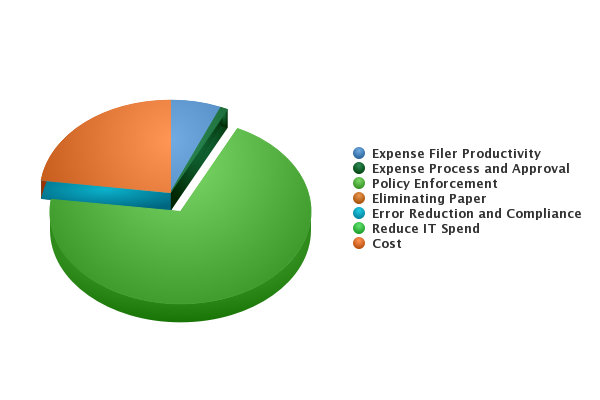 Expense Filer Productivity
Expense Process and Approval
Policy Enforcement
Eliminating Paper
Error Reduction and Compliance
Reduce IT Spend
Cost